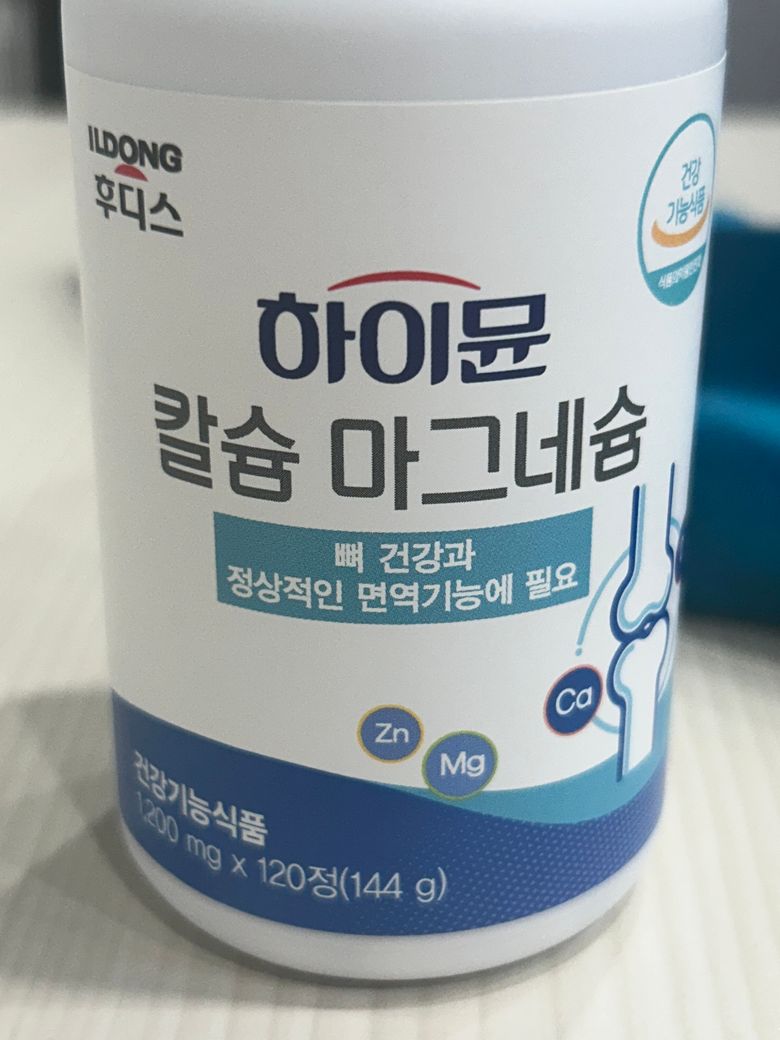 ILDONG
후디스
건강
기능식품
하이뮨
칼슘 마그네슘
뼈 건강과
정상적인 면역기능에 필요
Ca
Zn
Mg
건강기능식품
1,200 mg x 120정(144 g)